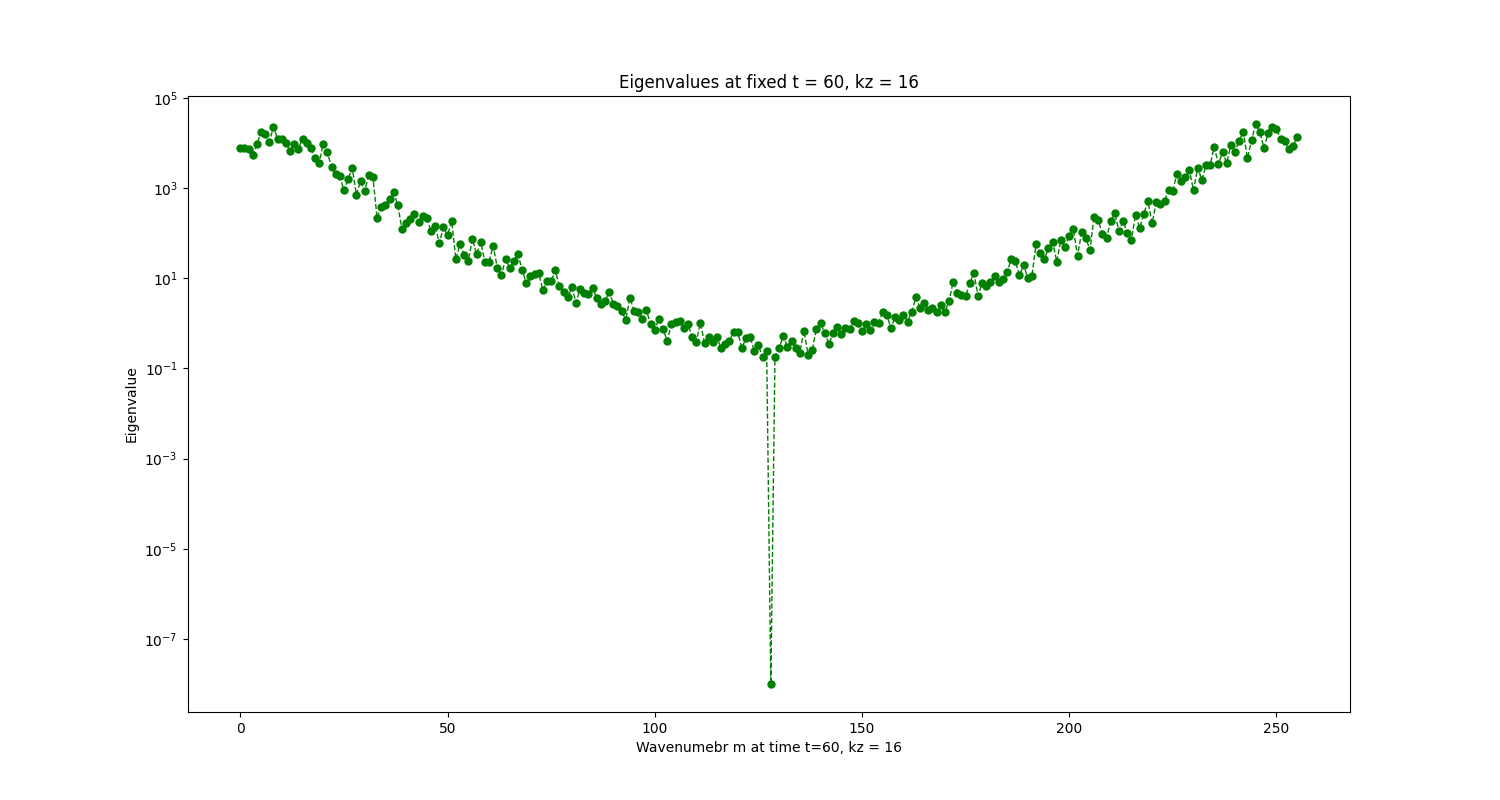 Eigenvalues at fixed t = 60, kz = 16
10^5
10^3
10^1
10^-1
10^-3
10^-5
10^-7
Eigenvalue
0 50 100 150 200 250
Wavenumebr m at time t=60, kz = 16